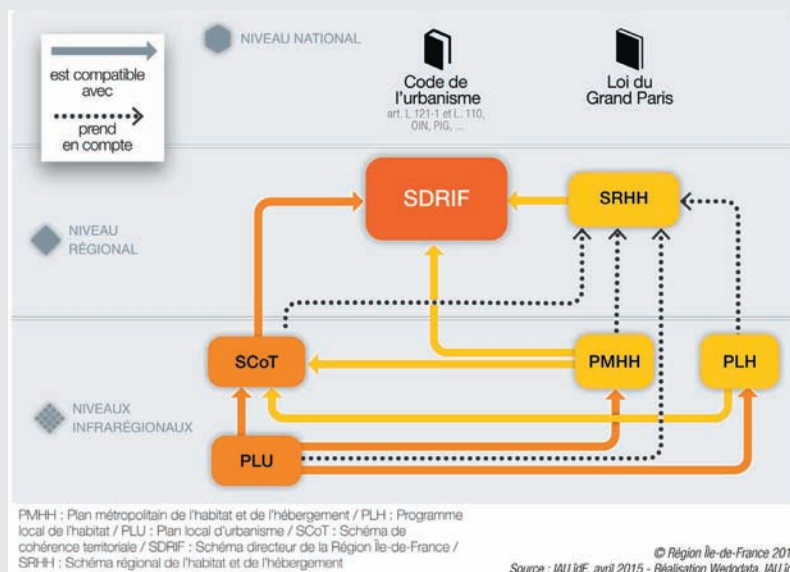 est compatible
avec
prend
en compte
NIVEAU NATIONAL
Code de
l'urbanisme
art. L 121-1 et L. 110,
OIN, PIG, ...
Loi du
Grand Paris
NIVEAU
RÉGIONAL
SDRIF
SRHH
NIVEAUX
INFRARÉGIONAUX
SCoT
PMHH
PLH
PLU
PMHH : Plan métropolitain de l'habitat et de l'hébergement / PLH : Programme
local de l'habitat / PLU : Plan local d'urbanisme / SCoT : Schéma de
cohérence territoriale / SDRIF : Schéma directeur de la Région Île-de-France /
SRHH : Schéma régional de l'habitat et de l'hébergement
© Région Île-de-France 201
Source : IAU îdF, avril 2015 - Réalisation Wedodata, IAU